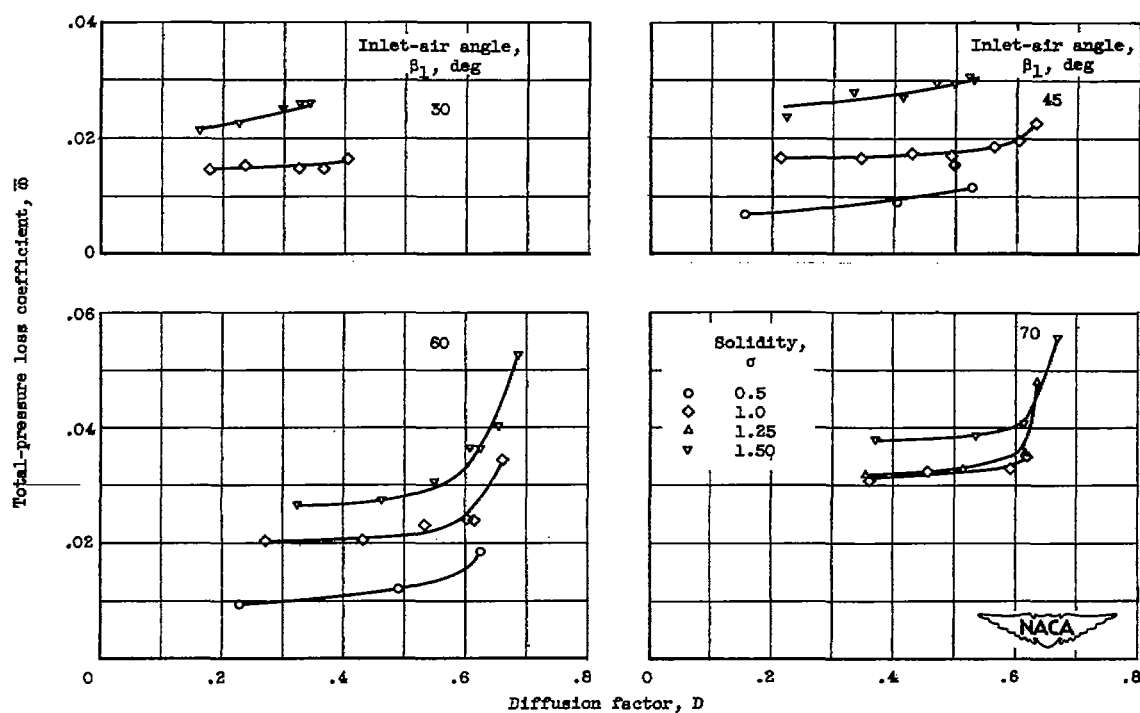 .04
.02
0
Inlet-air angle,
β1, deg
30
Inlet-air angle,
β1, deg
45
Total-pressure loss coefficient, ω̅
.06
.04
.02
60
Solidity,
σ
0.5
1.0
1.25
1.50
70
NACA
0 .2 .4 .6 .8
0 .2 .4 .6 .8
Diffusion factor, D